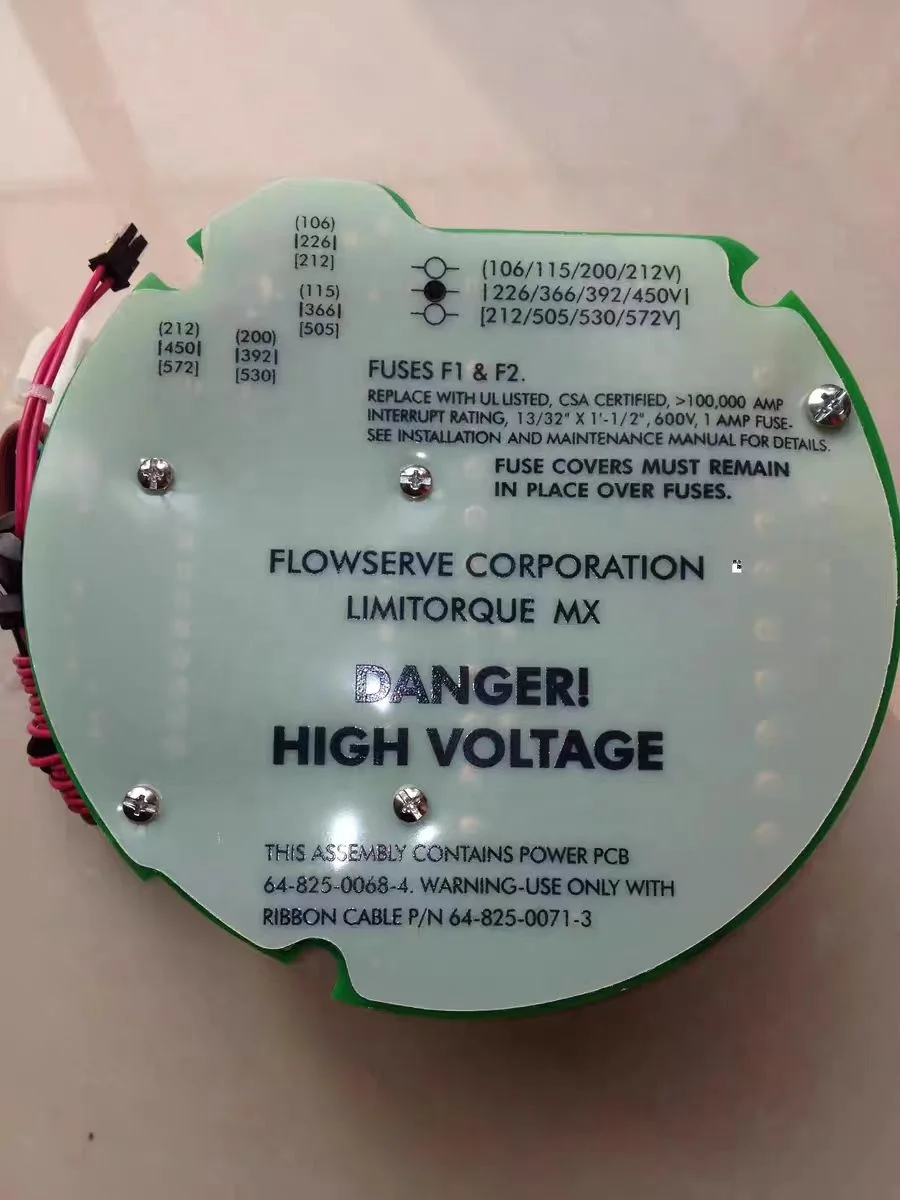 (106)
|226|
[212]
(115)
|366|
[505]
(212)
|450|
[572]
(200)
|392|
[530]
(106/115/200/212V)
|226/366/392/450V|
[212/505/530/572V]
FUSES F1 & F2.
REPLACE WITH UL LISTED, CSA CERTIFIED, >100,000 AMP
INTERRUPT RATING, 13/32" X 1'-1/2", 600V, 1 AMP FUSE-
SEE INSTALLATION AND MAINTENANCE MANUAL FOR DETAILS.
FUSE COVERS MUST REMAIN
IN PLACE OVER FUSES.
FLOWSERVE CORPORATION
LIMITORQUE MX
DANGER!
HIGH VOLTAGE
THIS ASSEMBLY CONTAINS POWER PCB
64-825-0068-4. WARNING-USE ONLY WITH
RIBBON CABLE P/N 64-825-0071-3